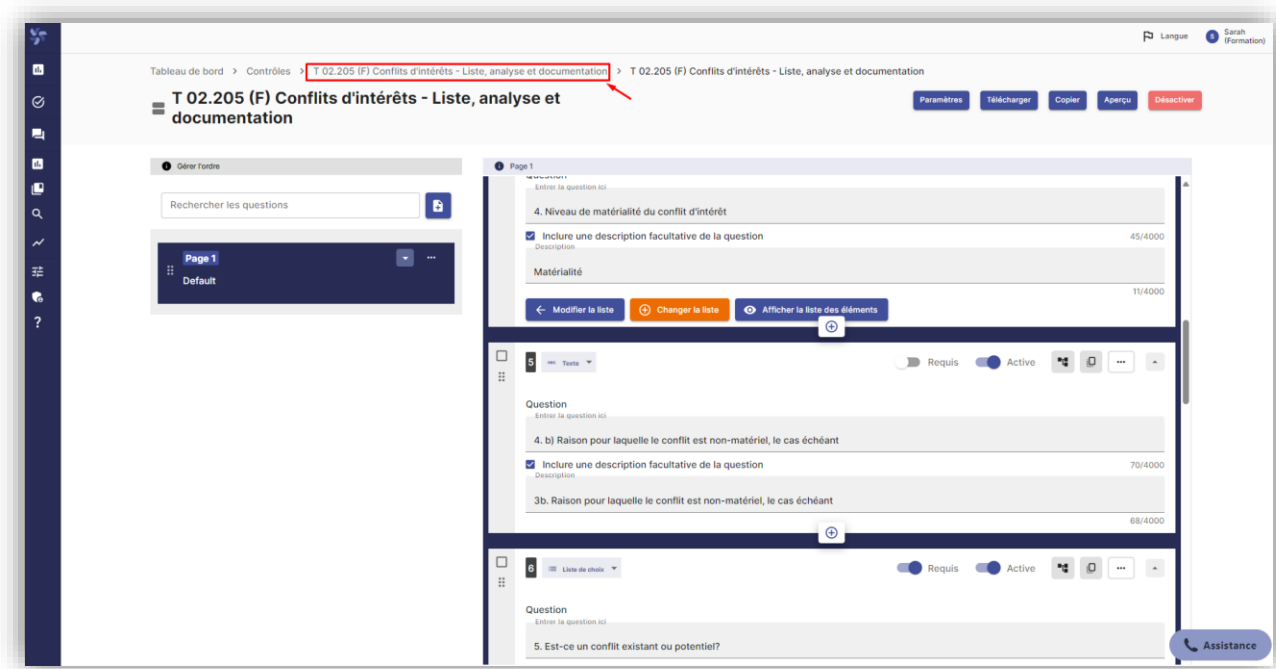 Langue
S
Sarah
(Formation)
Tableau de bord > Contrôles > T 02.205 (F) Conflits d'intérêts - Liste, analyse et documentation > T 02.205 (F) Conflits d'intérêts - Liste, analyse et documentation
T 02.205 (F) Conflits d'intérêts - Liste, analyse et
documentation
Paramètres
Télécharger
Copier
Aperçu
Désactiver
Gérer l'ordre
Rechercher les questions
Page 1
Default
?
Page 1
Question
Entrer la question ici
4. Niveau de matérialité du conflit d'intérêt
Inclure une description facultative de la question
45/4000
Description
Matérialité
11/4000
Modifier la liste
Changer la liste
Afficher la liste des éléments
5
Texte
Requis
Active
Question
Entrer la question ici
4. b) Raison pour laquelle le conflit est non-matériel, le cas échéant
Inclure une description facultative de la question
70/4000
Description
3b. Raison pour laquelle le conflit est non-matériel, le cas échéant
68/4000
6
Liste de choix
Requis
Active
Question
Entrer la question ici
5. Est-ce un conflit existant ou potentiel?
Assistance